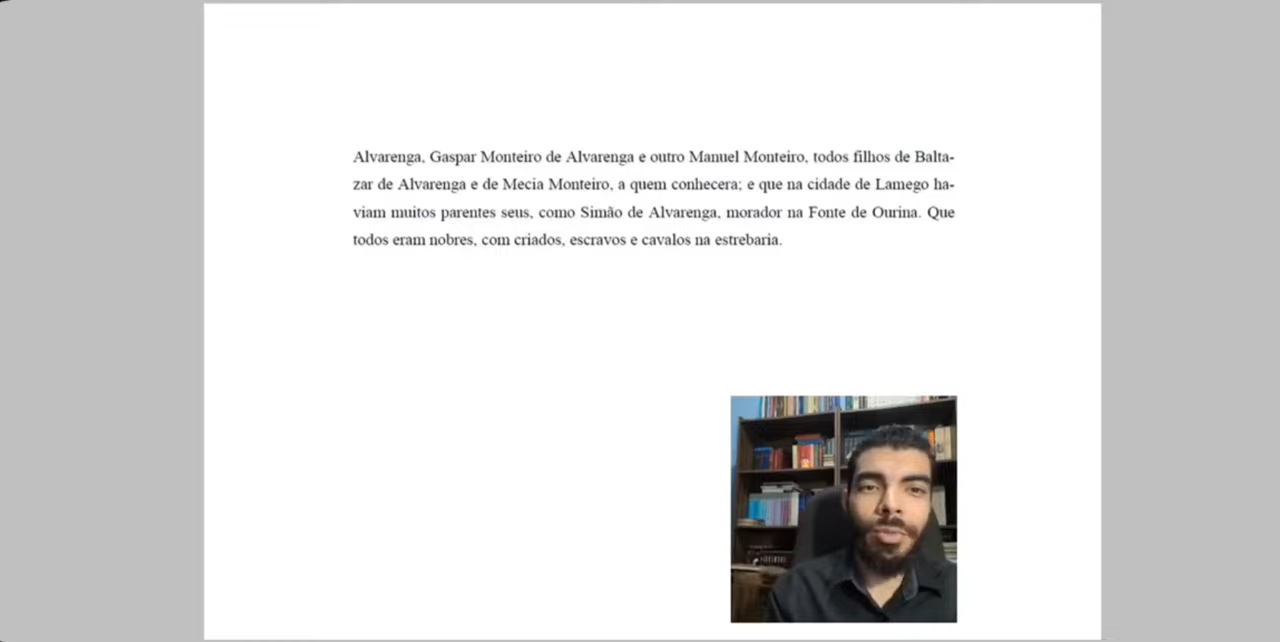 Alvarenga, Gaspar Monteiro de Alvarenga e outro Manuel Monteiro, todos filhos de Balta-
zar de Alvarenga e de Mecia Monteiro, a quem conhecera; e que na cidade de Lamego ha-
viam muitos parentes seus, como Simão de Alvarenga, morador na Fonte de Ourina. Que
todos eram nobres, com criados, escravos e cavalos na estrebaria.